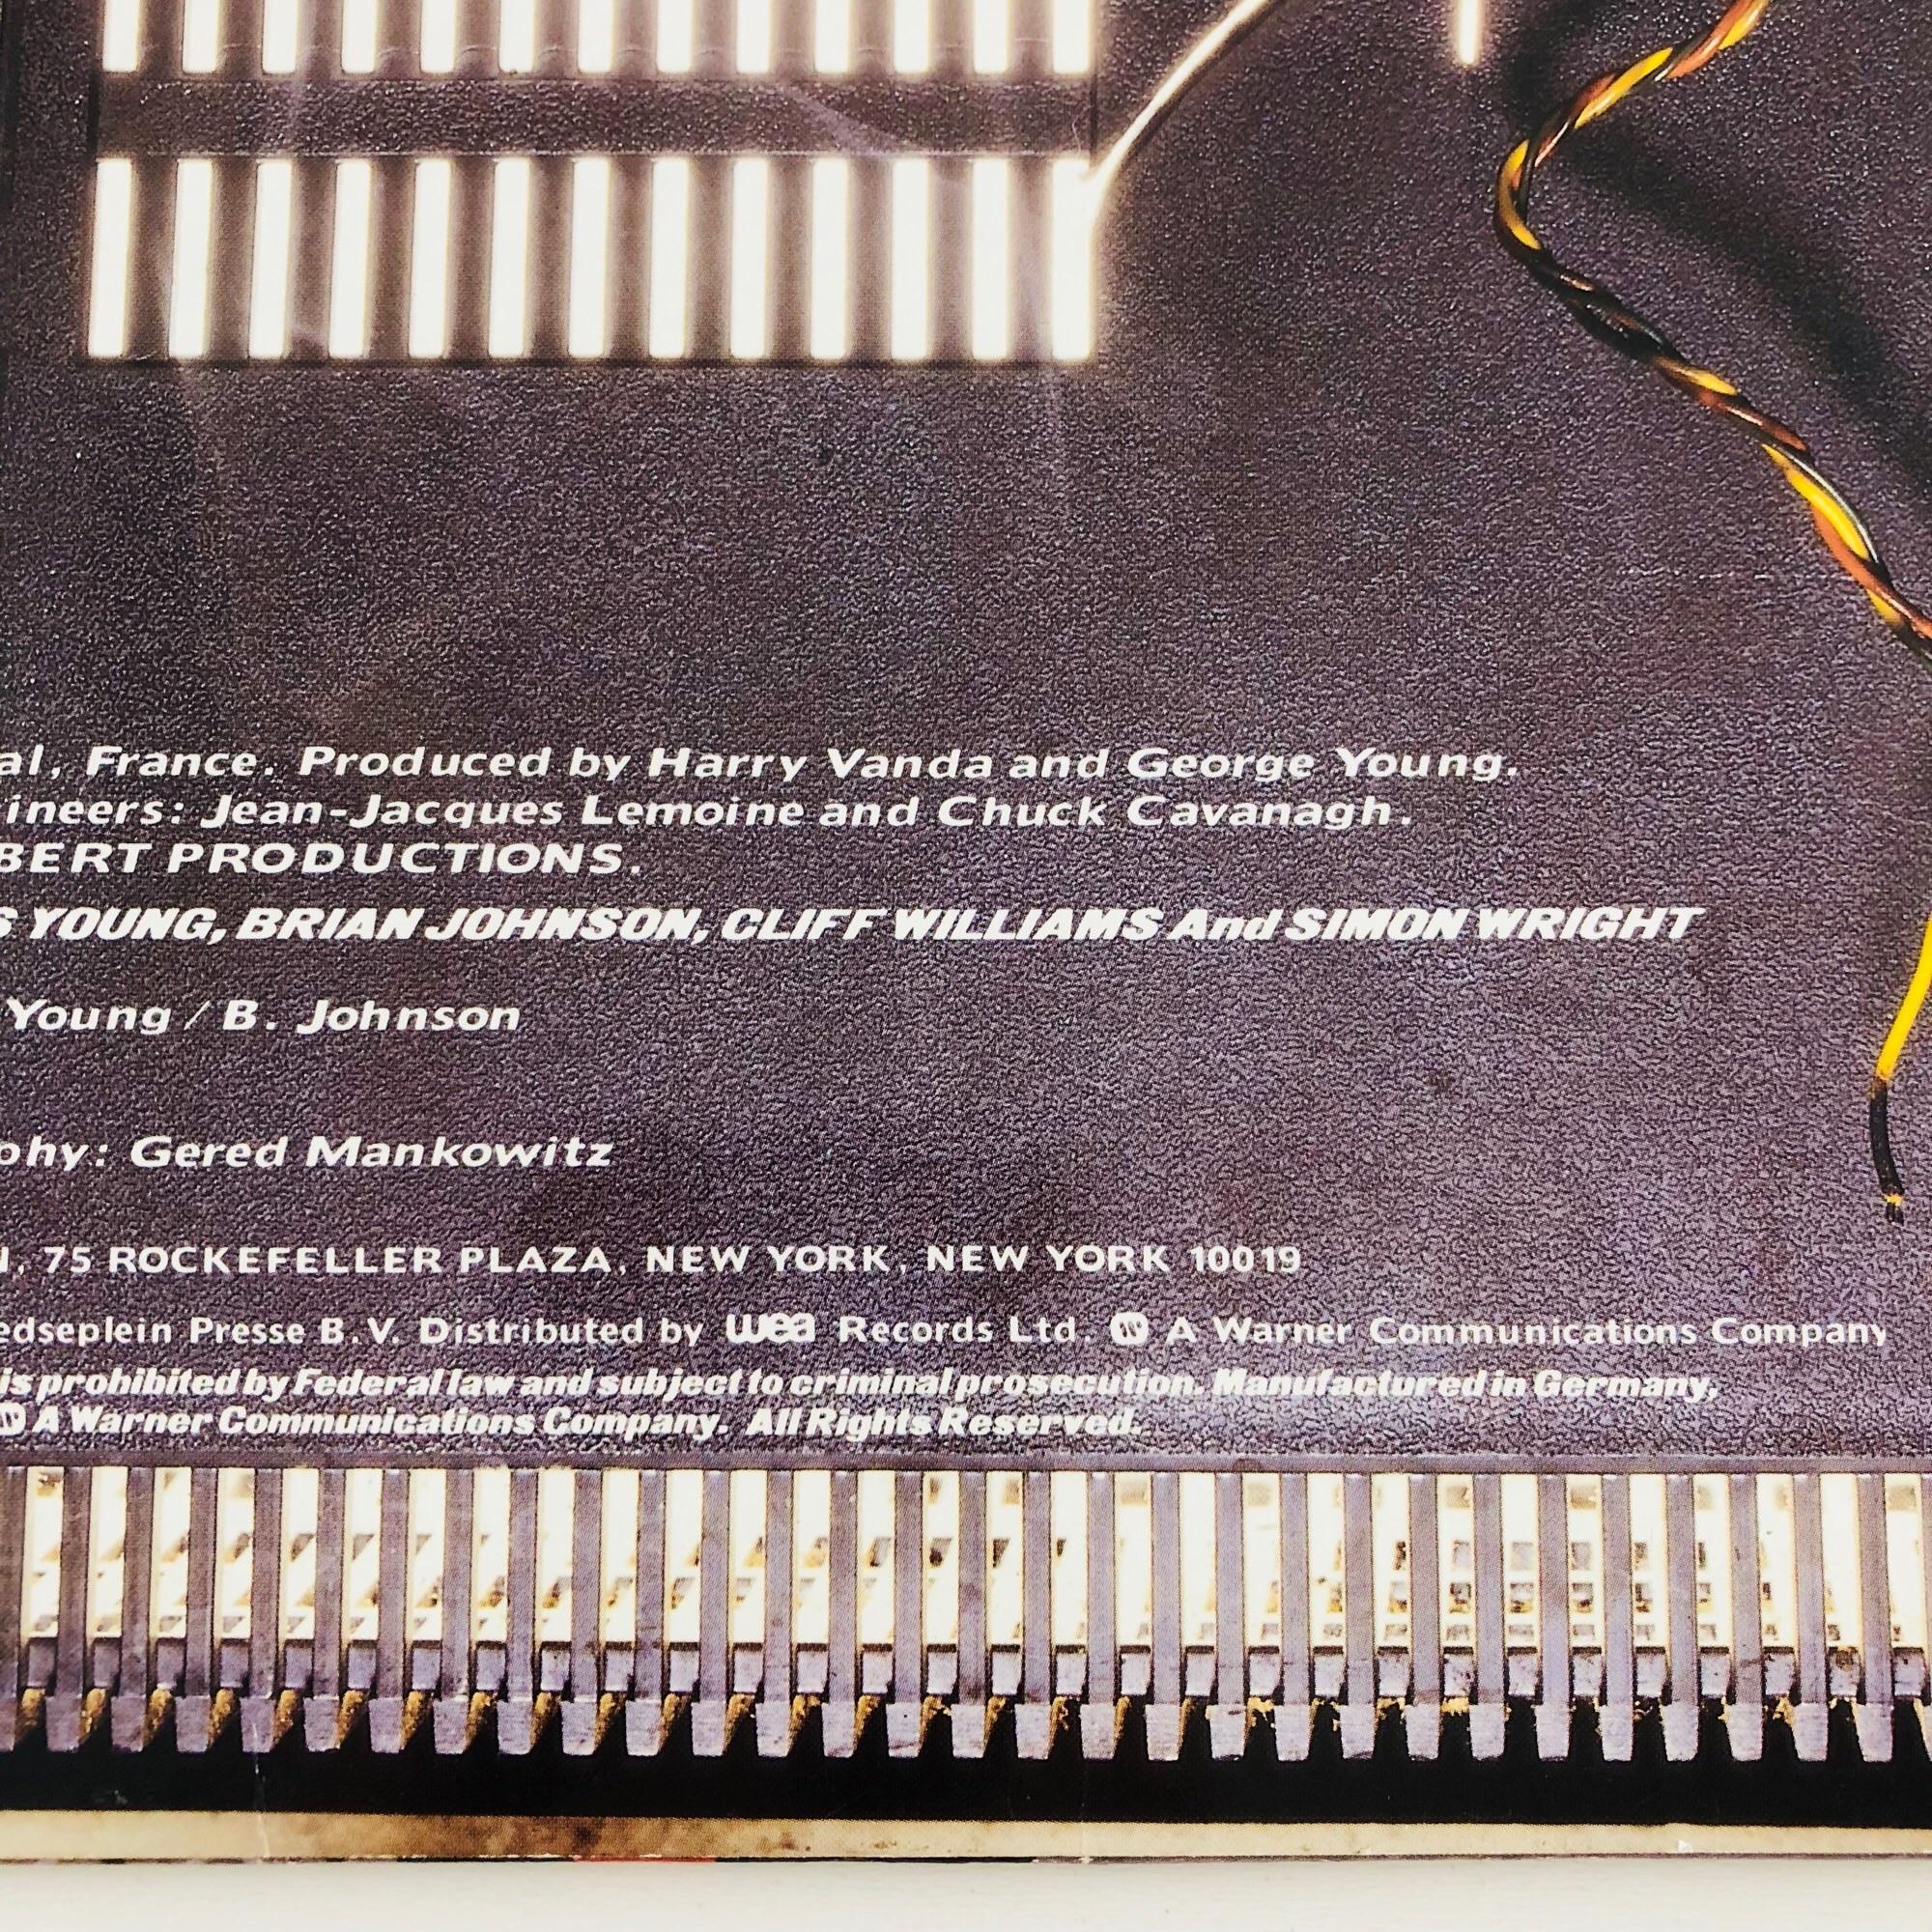 al, France. Produced by Harry Vanda and George Young.
ineers: Jean-Jacques Lemoine and Chuck Cavanagh.
BERT PRODUCTIONS.
S YOUNG, BRIAN JOHNSON, CLIFF WILLIAMS And SIMON WRIGHT
Young / B. Johnson
phy: Gered Mankowitz
N, 75 ROCKEFELLER PLAZA, NEW YORK, NEW YORK 10019
edseplein Presse B.V. Distributed by wea Records Ltd. A Warner Communications Company
is prohibited by Federal law and subject to criminal prosecution. Manufactured in Germany,
A Warner Communications Company. All Rights Reserved.